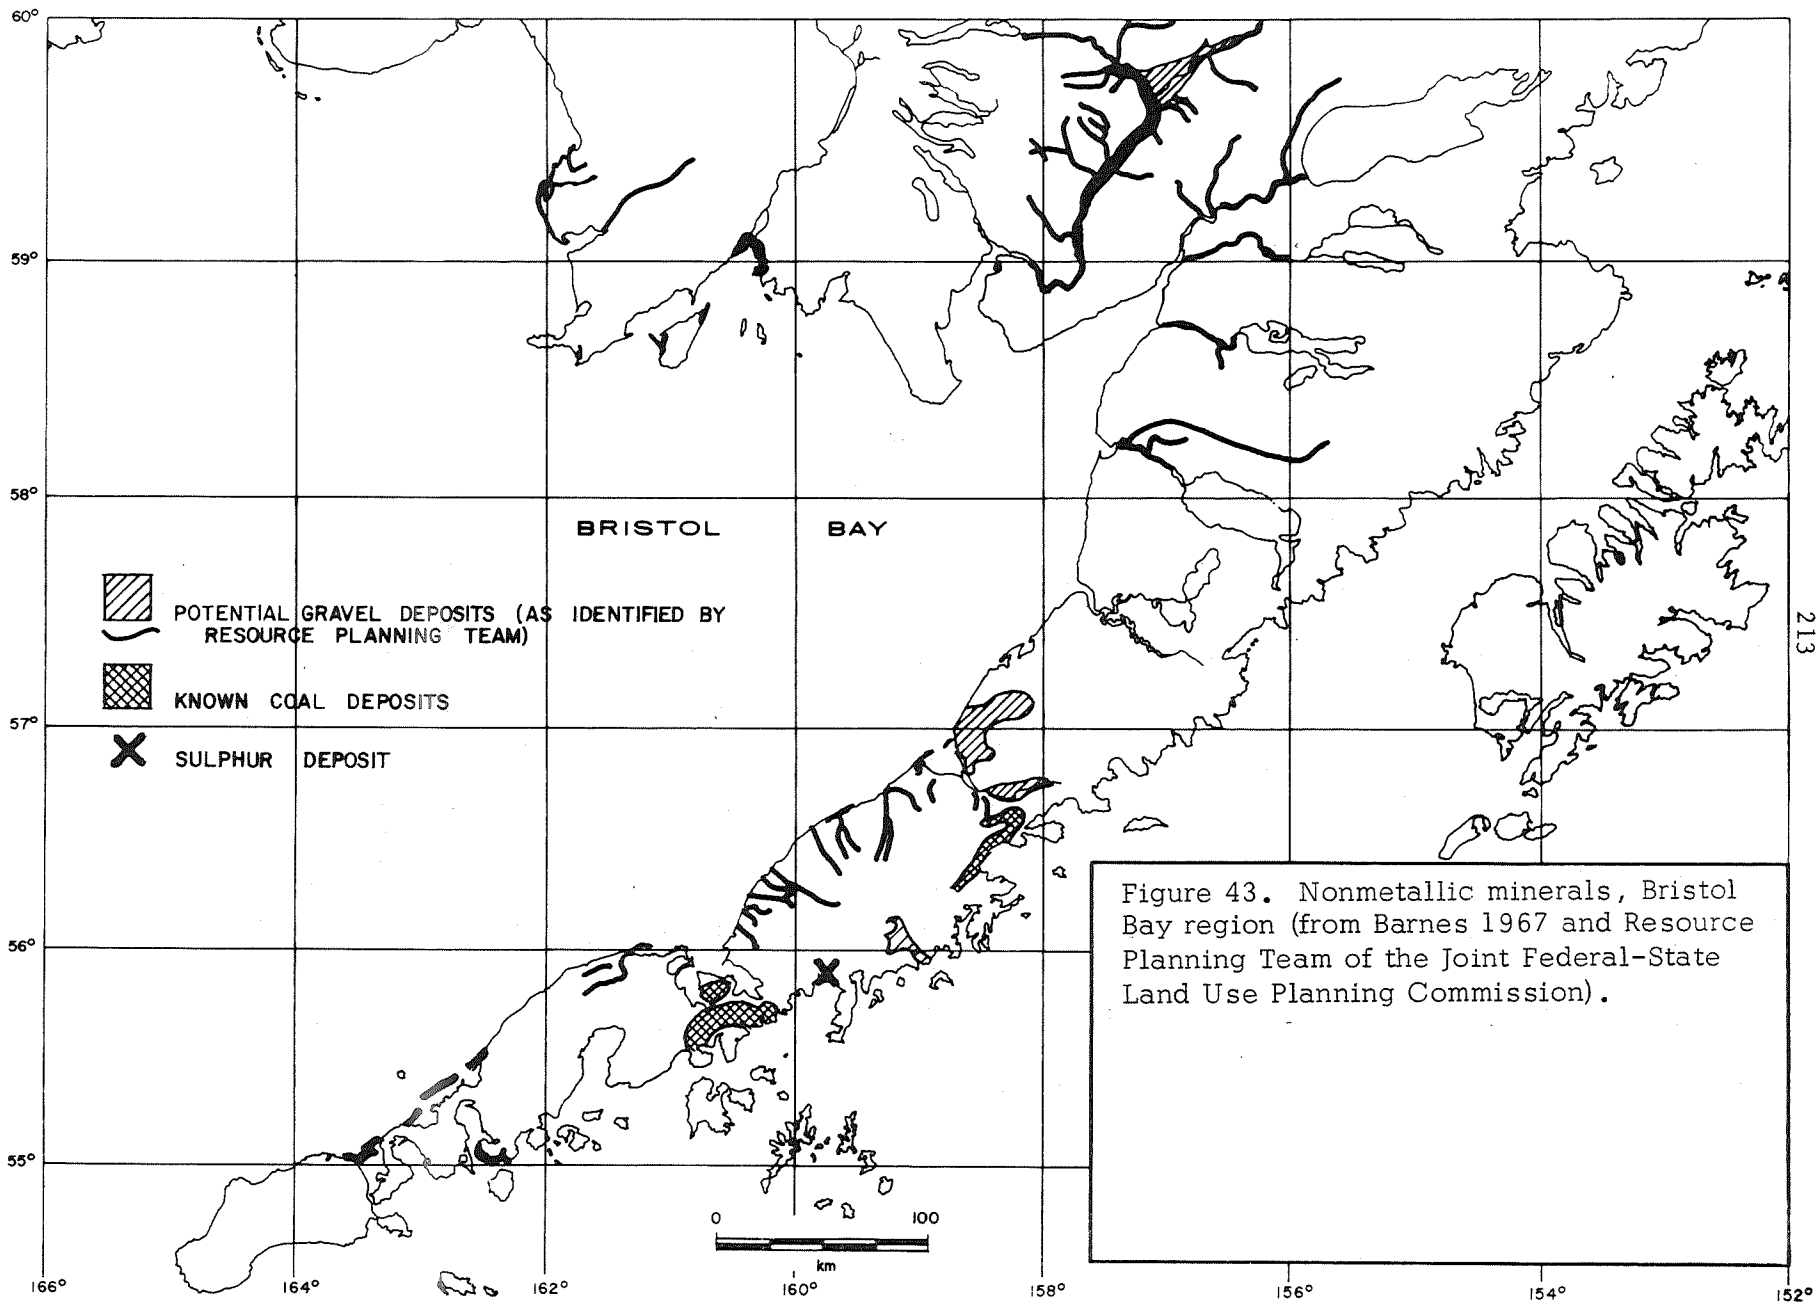 60°
59°
58°
57°
56°
55°
BRISTOL BAY
POTENTIAL GRAVEL DEPOSITS (AS IDENTIFIED BY
RESOURCE PLANNING TEAM)
KNOWN COAL DEPOSITS
SULPHUR DEPOSIT
213
Figure 43. Nonmetallic minerals, Bristol
Bay region (from Barnes 1967 and Resource
Planning Team of the Joint Federal-State
Land Use Planning Commission).
0 100
km
166° 164° 162° 160° 158° 156° 154° 152°